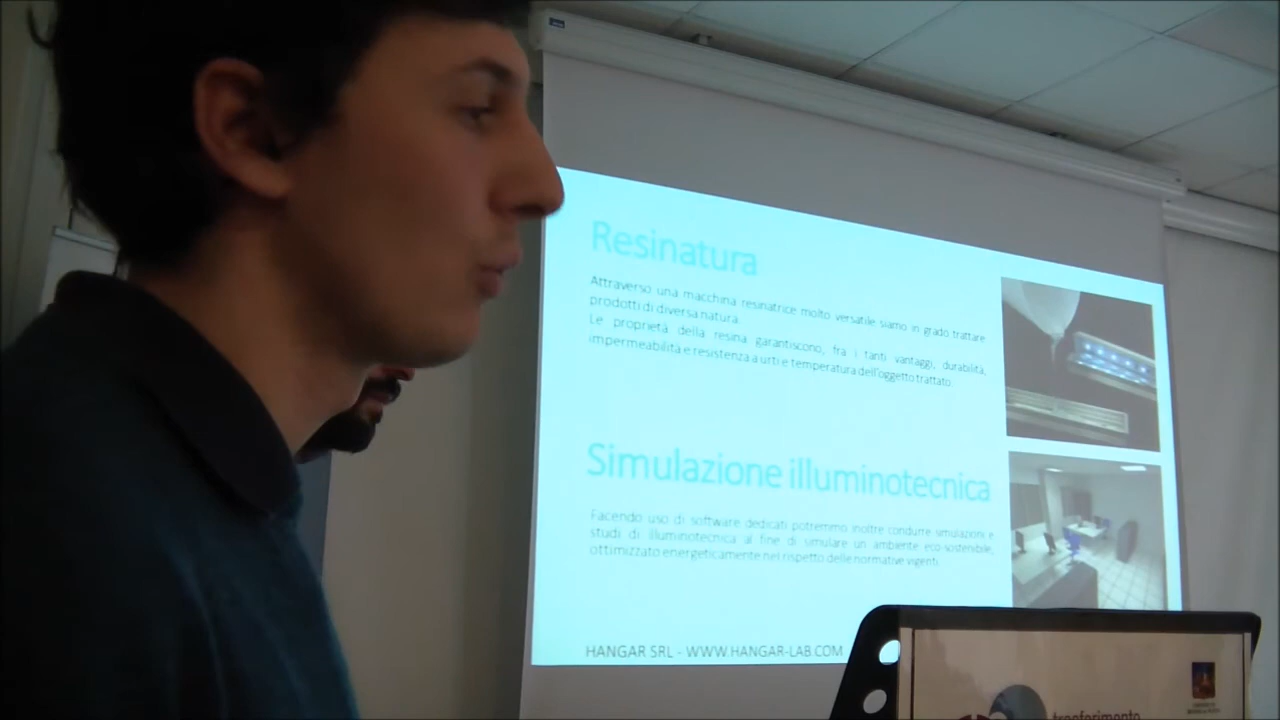 Resinatura
Attraverso una macchina resinatrice molto versatile siamo in grado trattare
prodotti di diversa natura.
Le proprietà della resina garantiscono, fra i tanti vantaggi, durabilità,
impermeabilità e resistenza a urti e temperatura dell'oggetto trattato.
Simulazione illuminotecnica
Facendo uso di software dedicati potremmo inoltre condurre simulazioni e
studi di illuminotecnica al fine di simulare un ambiente eco-sostenibile,
ottimizzato energeticamente nel rispetto delle normative vigenti.
HANGAR SRL - WWW.HANGAR-LAB.COM
trasferimento